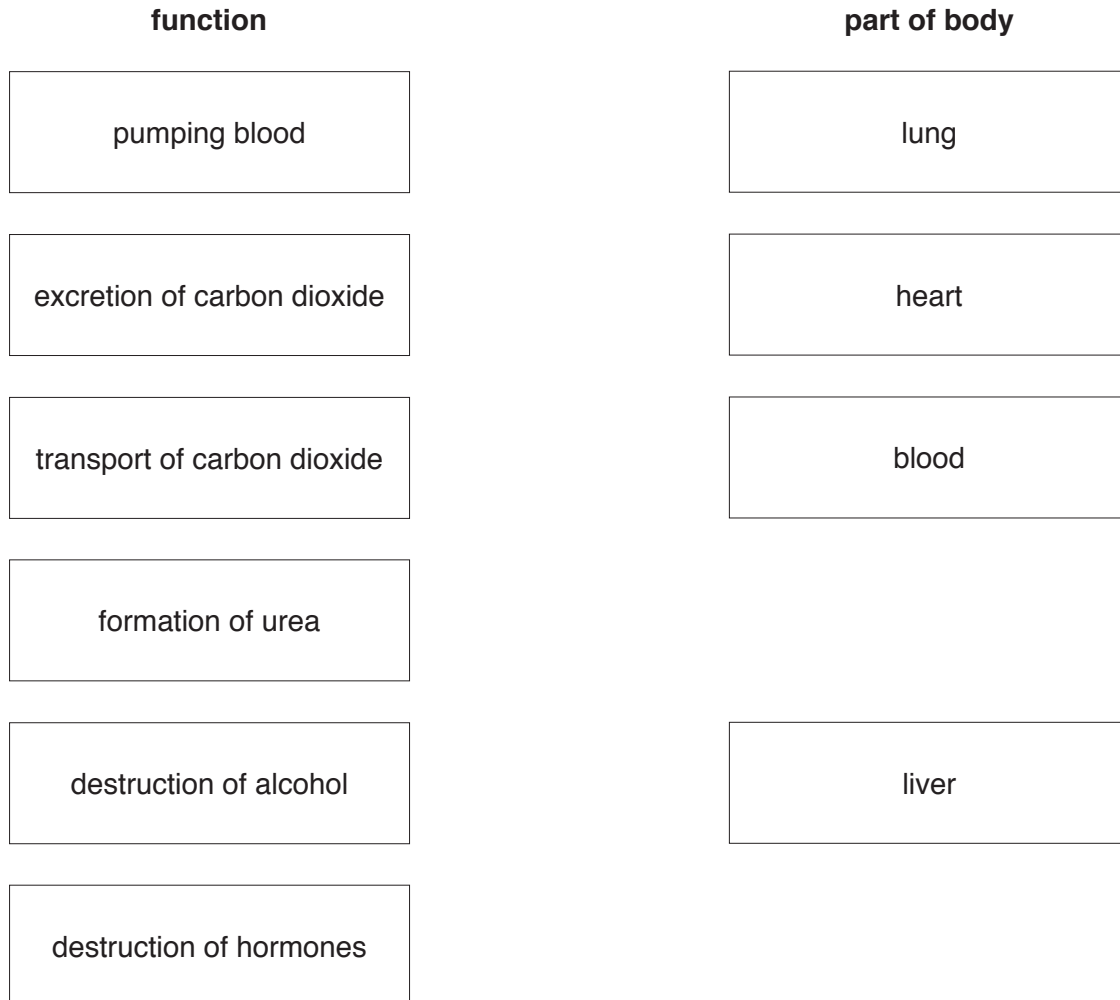 function
part of body
pumping blood
lung
excretion of carbon dioxide
heart
transport of carbon dioxide
blood
formation of urea
destruction of alcohol
liver
destruction of hormones